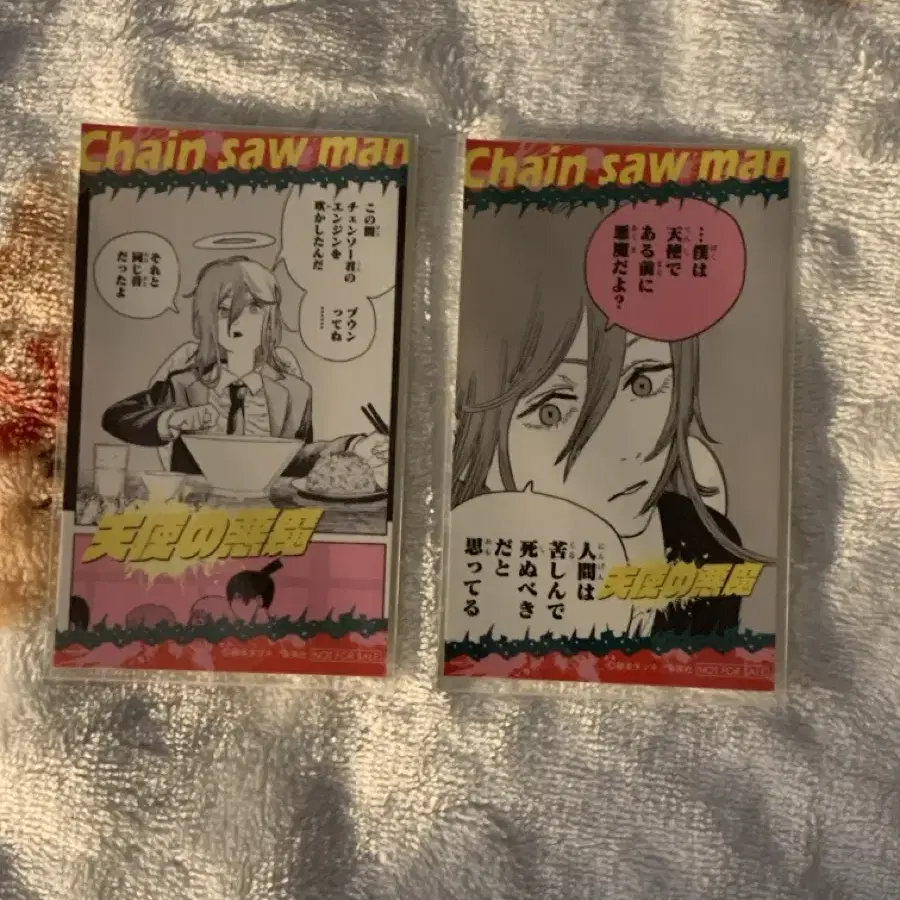 Chain saw man
この間
チェンソー君の
エンジンを
吹かしたんだ
ブウン
ってね
……
それと
同じ音
だったよ
天使の悪魔
NOT FOR SALE
Chain saw man
…僕は
天使で
ある前に
悪魔だよ？
人間は
苦しんで
死ぬべき
だと
思ってる
天使の悪魔
NOT FOR SALE